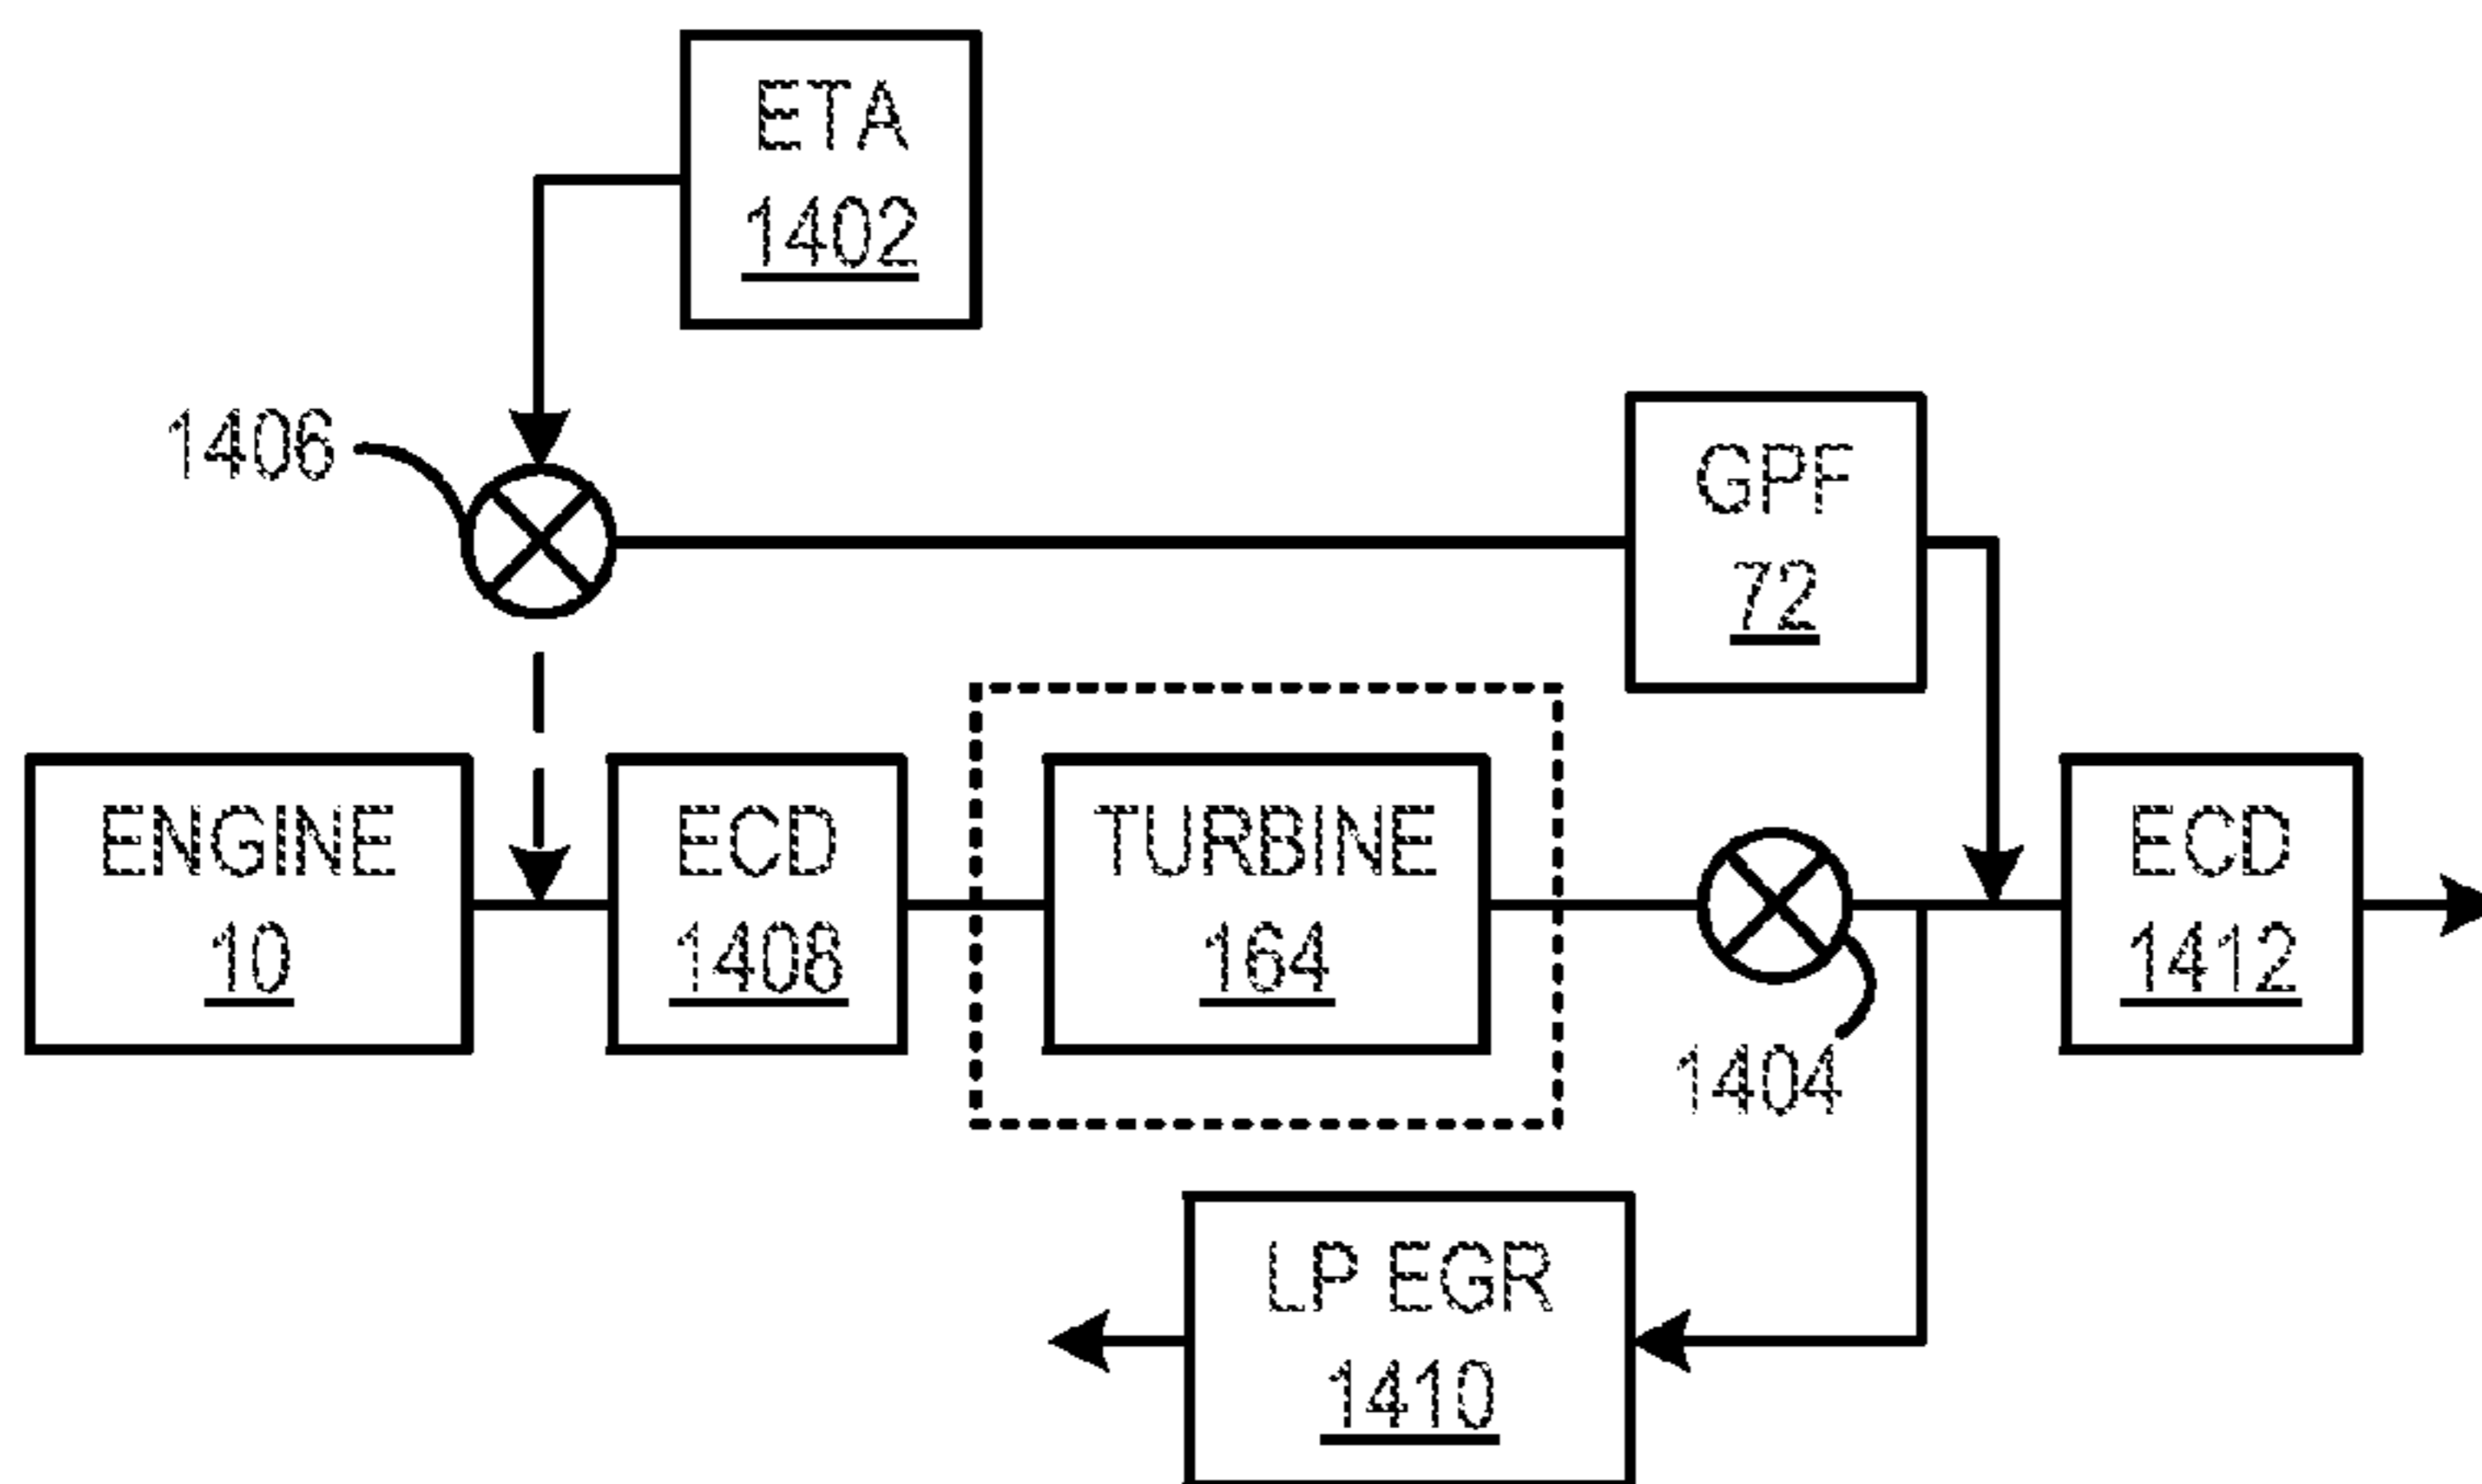 ETA
1402
1406
GPF
72
ENGINE
10
ECD
1408
TURBINE
164
1404
ECD
1412
LP EGR
1410